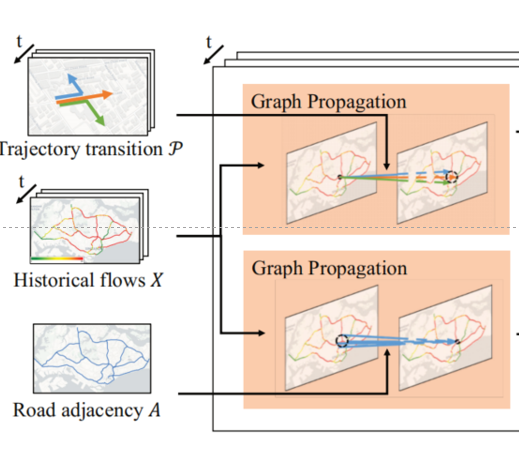 t
Trajectory transition 𝒫
t
Historical flows X
Road adjacency A
t
Graph Propagation
Graph Propagation